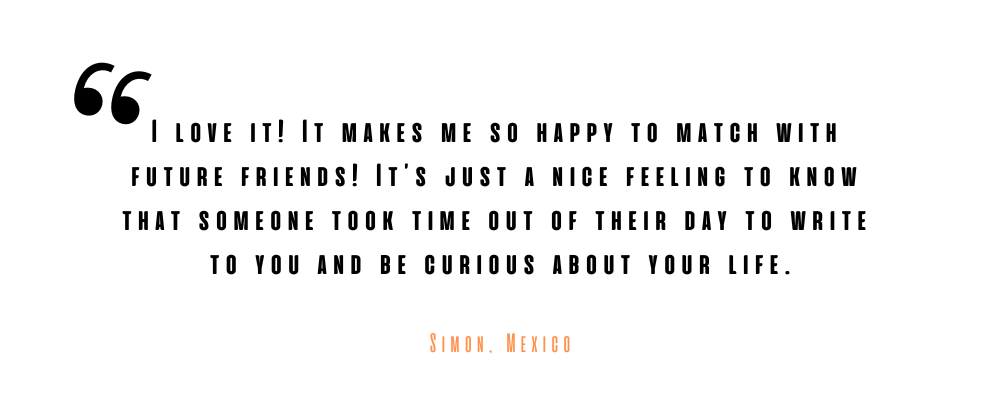 “I love it! It makes me so happy to match with
future friends! It's just a nice feeling to know
that someone took time out of their day to write
to you and be curious about your life.
Simon, Mexico